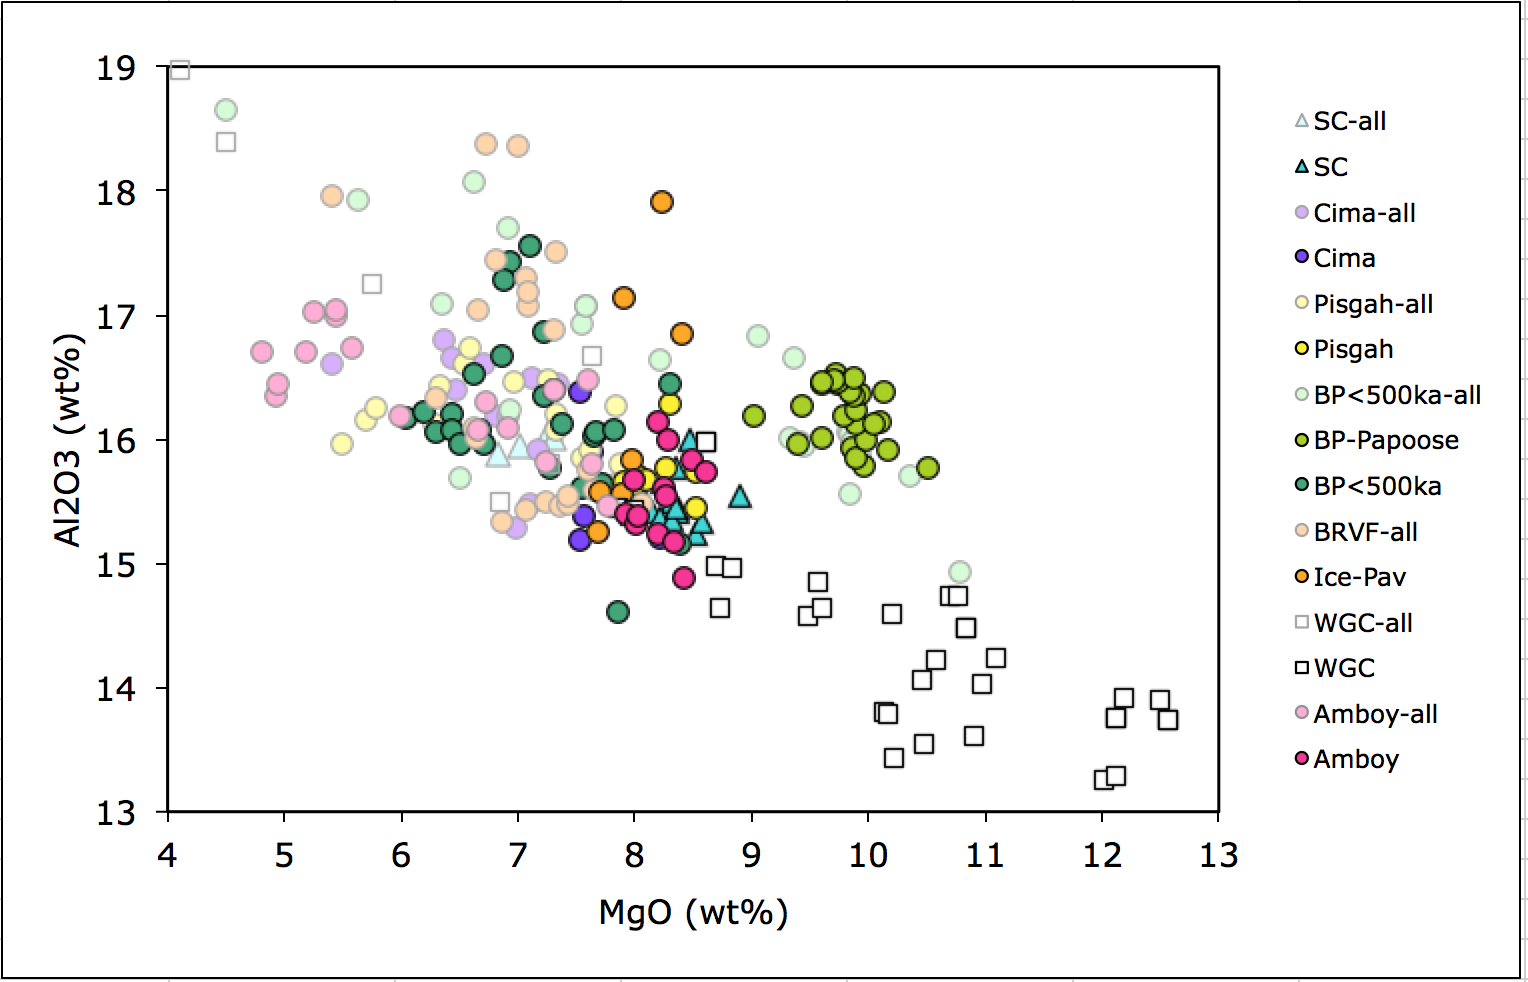 19
18
17
16
15
14
13
Al2O3 (wt%)
4 5 6 7 8 9 10 11 12 13
MgO (wt%)
SC-all
SC
Cima-all
Cima
Pisgah-all
Pisgah
BP<500ka-all
BP-Papoose
BP<500ka
BRVF-all
Ice-Pav
WGC-all
WGC
Amboy-all
Amboy